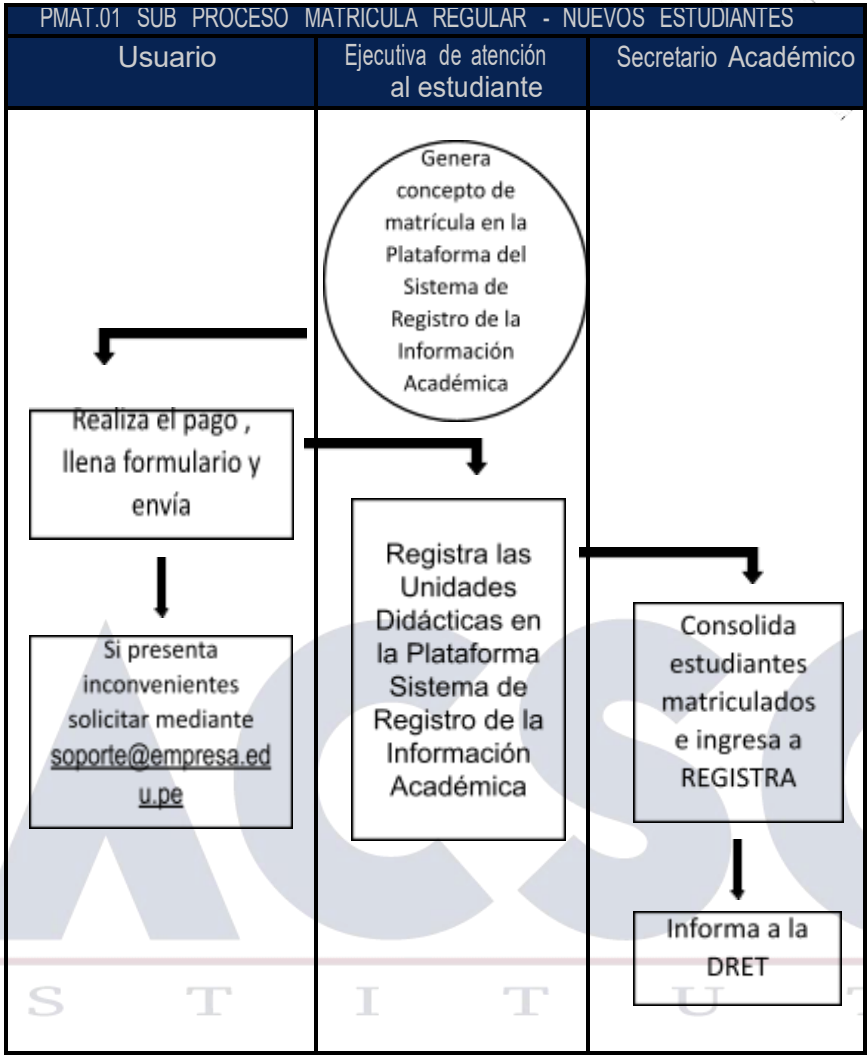 PMAT.01 SUB PROCESO MATRICULA REGULAR - NUEVOS ESTUDIANTES
Usuario
Ejecutiva de atención
al estudiante
Secretario Académico
Genera
concepto de
matrícula en la
Plataforma del
Sistema de
Registro de la
Información
Académica
Realiza el pago ,
llena formulario y
envía
Si presenta
inconvenientes
solicitar mediante
soporte@empresa.ed
u.pe
Registra las
Unidades
Didácticas en
la Plataforma
Sistema de
Registro de la
Información
Académica
Consolida
estudiantes
matriculados
e ingresa a
REGISTRA
Informa a la
DRET
ACSC
S T I T U T